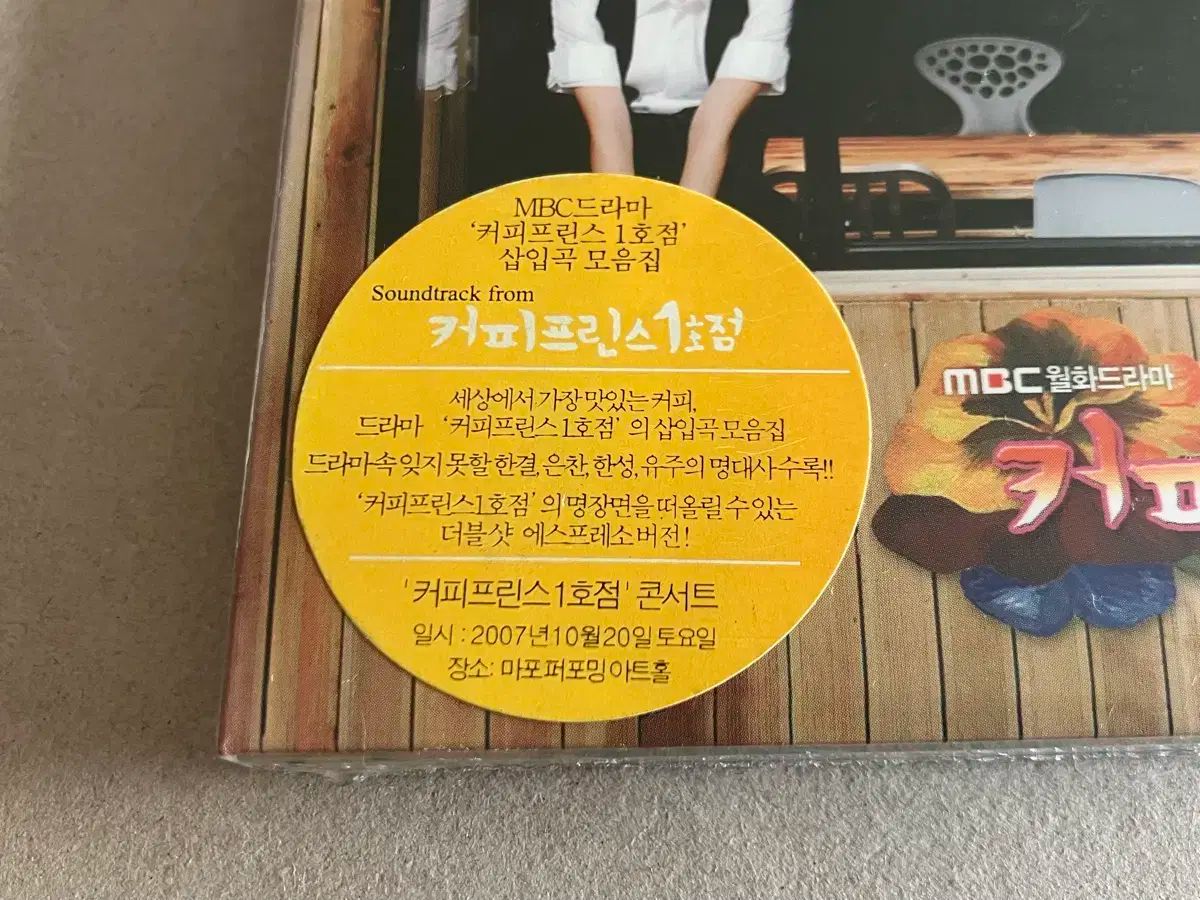 MBC드라마
'커피프린스 1호점'
삽입곡 모음집
Soundtrack from
커피프린스1호점
세상에서 가장 맛있는 커피,
드라마 '커피프린스1호점'의 삽입곡 모음집
드라마 속 잊지 못할 한결, 은찬, 한성, 유주의 명대사 수록!!
'커피프린스1호점'의 명장면을 떠올릴 수 있는
더블샷 에스프레소 버전!
'커피프린스1호점' 콘서트
일시 : 2007년10월20일 토요일
장소: 마포 퍼포밍아트홀
MBC 월화드라마
커피